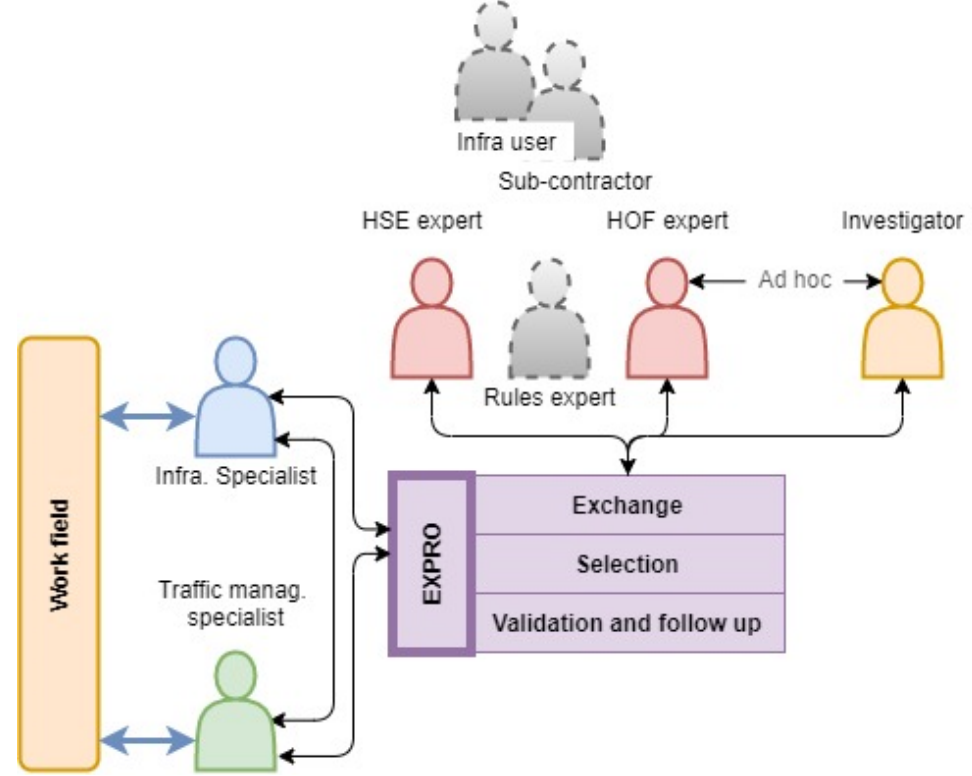 Infra user
Sub-contractor
HSE expert
HOF expert
Investigator
Ad hoc
Rules expert
Infra. Specialist
Work field
EXPRO
Exchange
Selection
Validation and follow up
Traffic manag.
specialist